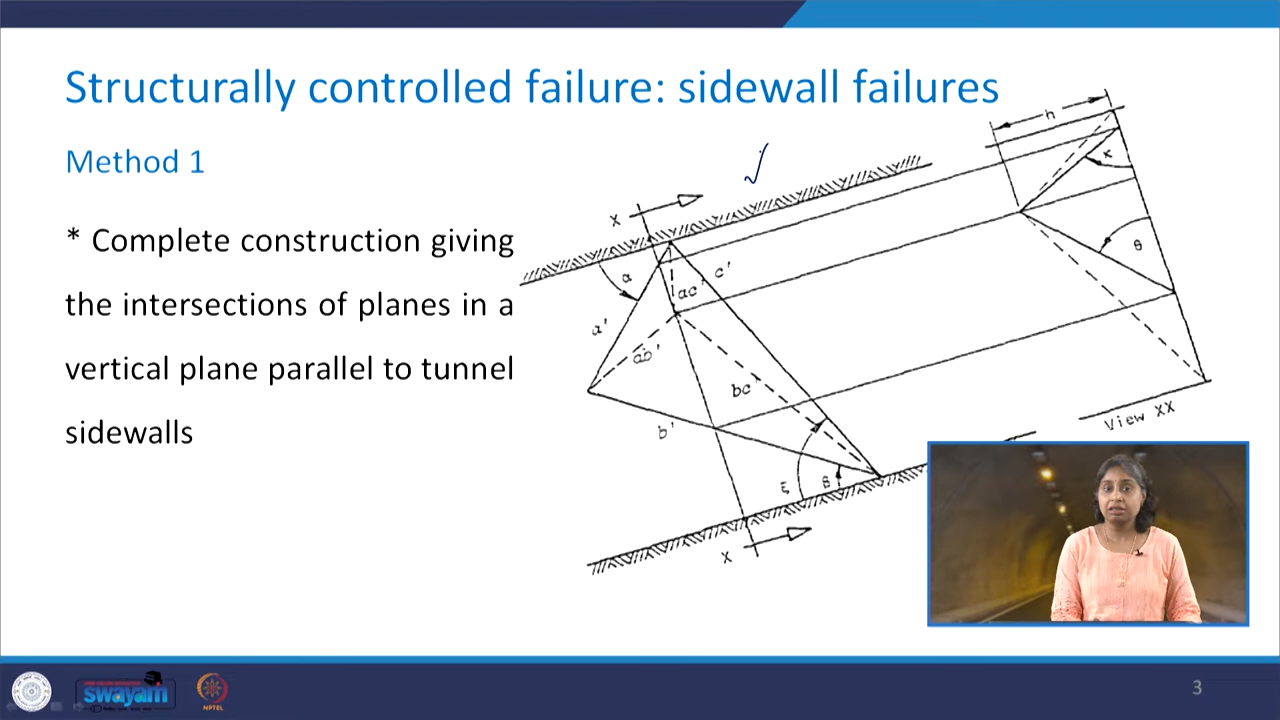 Structurally controlled failure: sidewall failures
Method 1
* Complete construction giving
the intersections of planes in a
vertical plane parallel to tunnel
sidewalls
h
X
α
a'
ac'
c'
ab'
bc'
b'
ξ
X
θ
View XX
3
swayam
NPTEL